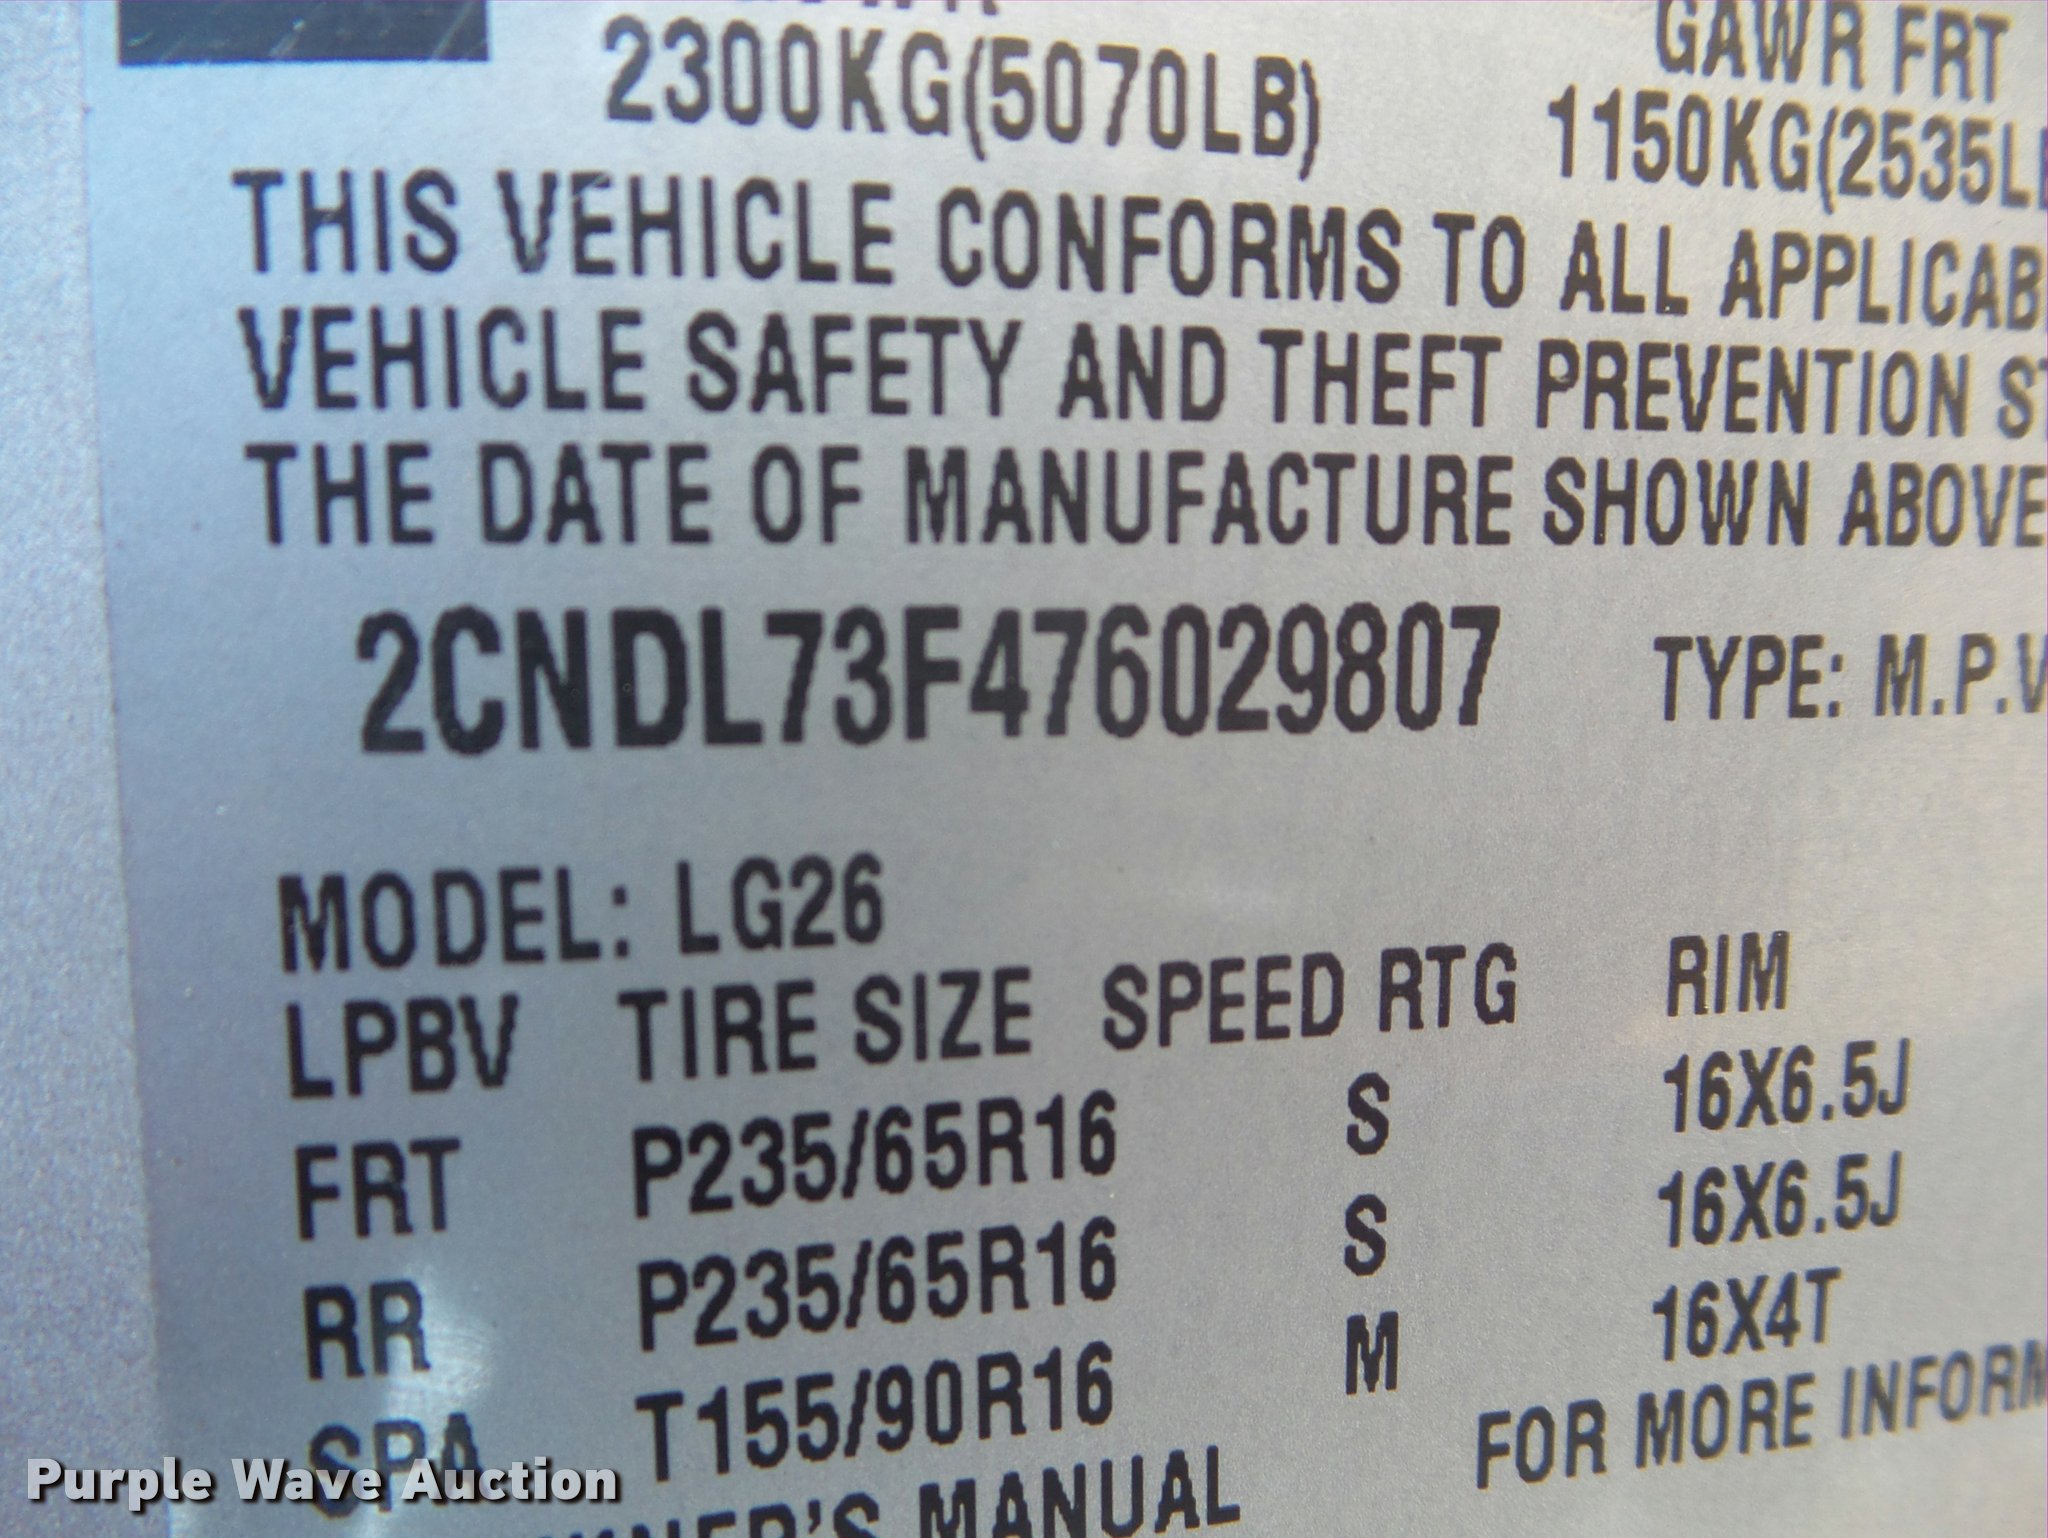 2300KG(5070LB)
GAWR FRT
1150KG(2535L
THIS VEHICLE CONFORMS TO ALL APPLICAB
VEHICLE SAFETY AND THEFT PREVENTION ST
THE DATE OF MANUFACTURE SHOWN ABOVE
2CNDL73F476029807 TYPE: M.P.V
MODEL: LG26
LPBV TIRE SIZE SPEED RTG RIM
FRT P235/65R16 S 16X6.5J
RR P235/65R16 S 16X6.5J
SPA T155/90R16 M 16X4T
MANUAL FOR MORE INFORM
Purple Wave Auction